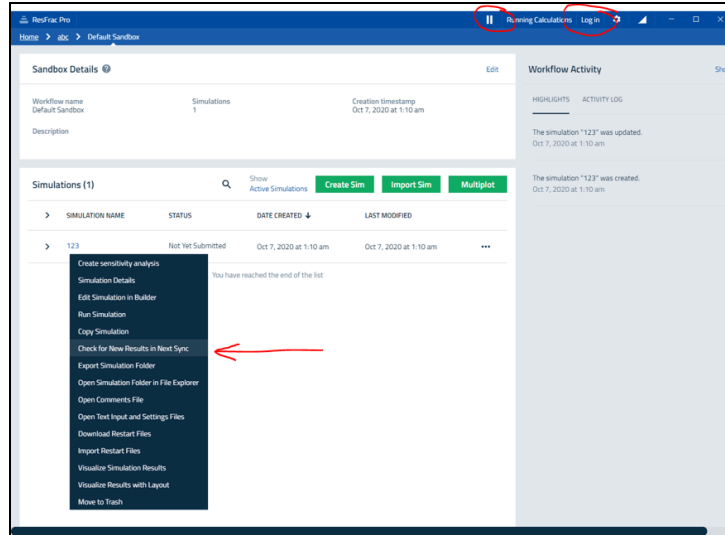 ResFrac Pro
Running Calculations
Log in
Home > abc > Default Sandbox
Sandbox Details
Edit
Workflow name
Default Sandbox
Simulations
1
Creation timestamp
Oct 7, 2020 at 1:10 am
Description
Workflow Activity
HIGHLIGHTS ACTIVITY LOG
The simulation "123" was updated.
Oct 7, 2020 at 1:10 am
The simulation "123" was created.
Oct 7, 2020 at 1:10 am
Simulations (1)
Show
Active Simulations
Create Sim
Import Sim
Multiplot
SIMULATION NAME STATUS DATE CREATED LAST MODIFIED
123 Not Yet Submitted Oct 7, 2020 at 1:10 am Oct 7, 2020 at 1:10 am
You have reached the end of the list
Create sensitivity analysis
Simulation Details
Edit Simulation in Builder
Run Simulation
Copy Simulation
Check for New Results in Next Sync
Export Simulation Folder
Open Simulation Folder in File Explorer
Open Comments File
Open Text Input and Settings Files
Download Restart Files
Import Restart Files
Visualize Simulation Results
Visualize Results with Layout
Move to Trash